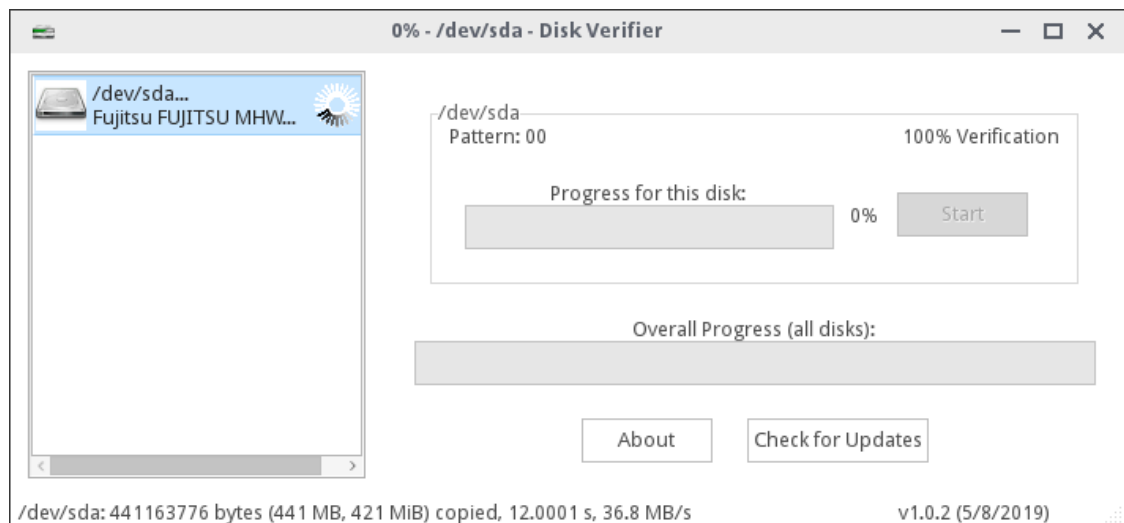 0% - /dev/sda - Disk Verifier
/dev/sda...
Fujitsu FUJITSU MHW...
/dev/sda
Pattern: 00
100% Verification
Progress for this disk:
0%
Start
Overall Progress (all disks):
About
Check for Updates
/dev/sda: 441163776 bytes (441 MB, 421 MiB) copied, 12.0001 s, 36.8 MB/s
v1.0.2 (5/8/2019)